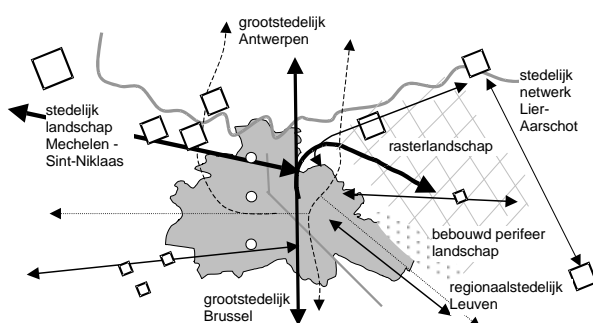 grootstedelijk
Antwerpen
stedelijk
netwerk
Lier-
Aarschot
stedelijk
landschap
Mechelen -
Sint-Niklaas
rasterlandschap
bebouwd perifeer
landschap
regionaalstedelijk
Leuven
grootstedelijk
Brussel